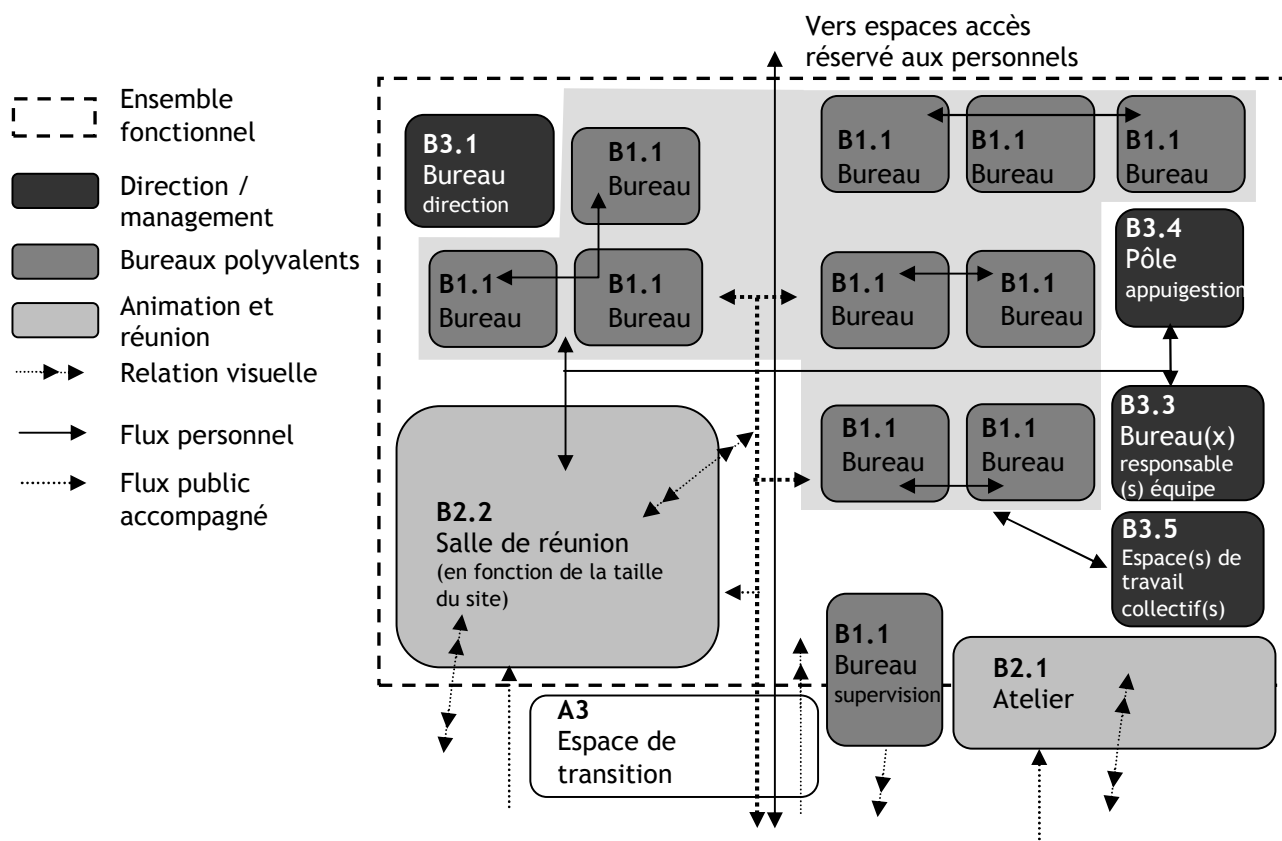 Vers espaces accès
réservé aux personnels
Ensemble
fonctionnel
Direction /
management
Bureaux polyvalents
Animation et
réunion
Relation visuelle
Flux personnel
Flux public
accompagné
B3.1
Bureau
direction
B1.1
Bureau
B1.1
Bureau
B1.1
Bureau
B1.1
Bureau
B1.1
Bureau
B1.1
Bureau
B3.4
Pôle
appuigestion
B1.1
Bureau
B1.1
Bureau
B1.1
Bureau
B1.1
Bureau
B3.3
Bureau(x)
responsable
(s) équipe
B2.2
Salle de réunion
(en fonction de la taille
du site)
B3.5
Espace(s) de
travail
collectif(s)
B1.1
Bureau
supervision
B2.1
Atelier
A3
Espace de
transition